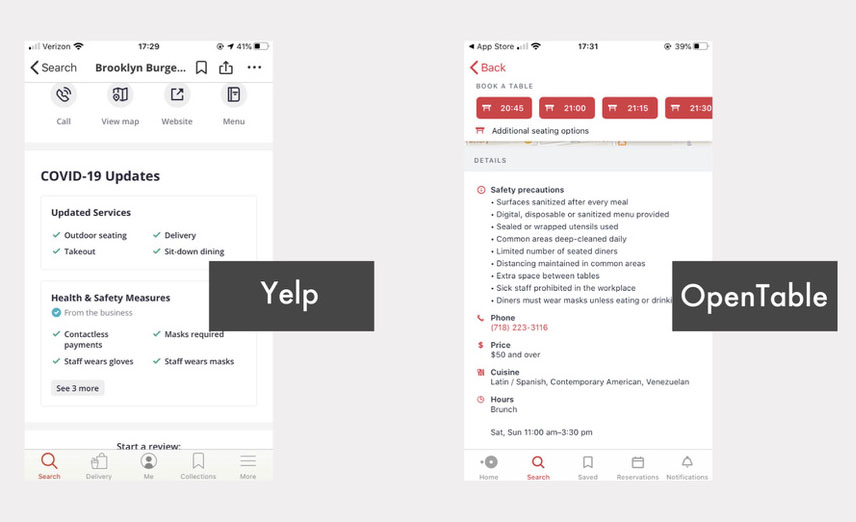 Verizon 17:29 41%
Search Brooklyn Burge...
Call View map Website Menu
COVID-19 Updates
Updated Services
Outdoor seating Delivery
Takeout Sit-down dining
Health & Safety Measures
From the business
Contactless payments Masks required
Staff wears gloves Staff wears masks
See 3 more
Start a review:
Search Delivery Me Collections More
Yelp
App Store 17:31 39%
Back
BOOK A TABLE
20:45 21:00 21:15 21:30
Additional seating options
DETAILS
Safety precautions
• Surfaces sanitized after every meal
• Digital, disposable or sanitized menu provided
• Sealed or wrapped utensils used
• Common areas deep-cleaned daily
• Limited number of seated diners
• Distancing maintained in common areas
• Extra space between tables
• Sick staff prohibited in the workplace
• Diners must wear masks unless eating or drinki
Phone
(718) 223-3116
Price
$50 and over
Cuisine
Latin / Spanish, Contemporary American, Venezuelan
Hours
Brunch
Sat, Sun 11:00 am–3:30 pm
Home Search Saved Reservations Notifications
OpenTable